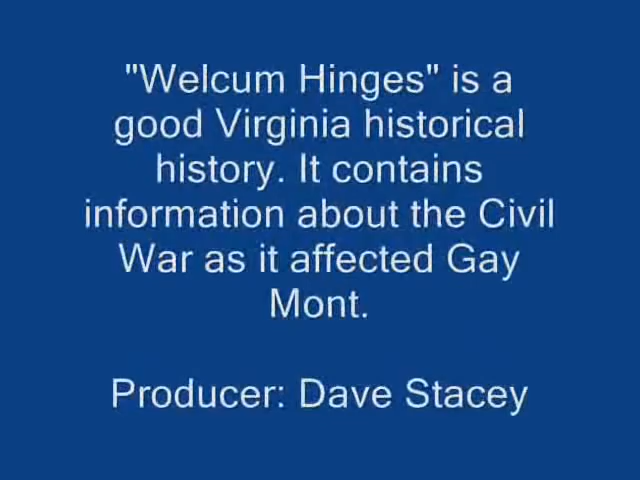 "Welcum Hinges" is a
good Virginia historical
history. It contains
information about the Civil
War as it affected Gay
Mont.
Producer: Dave Stacey